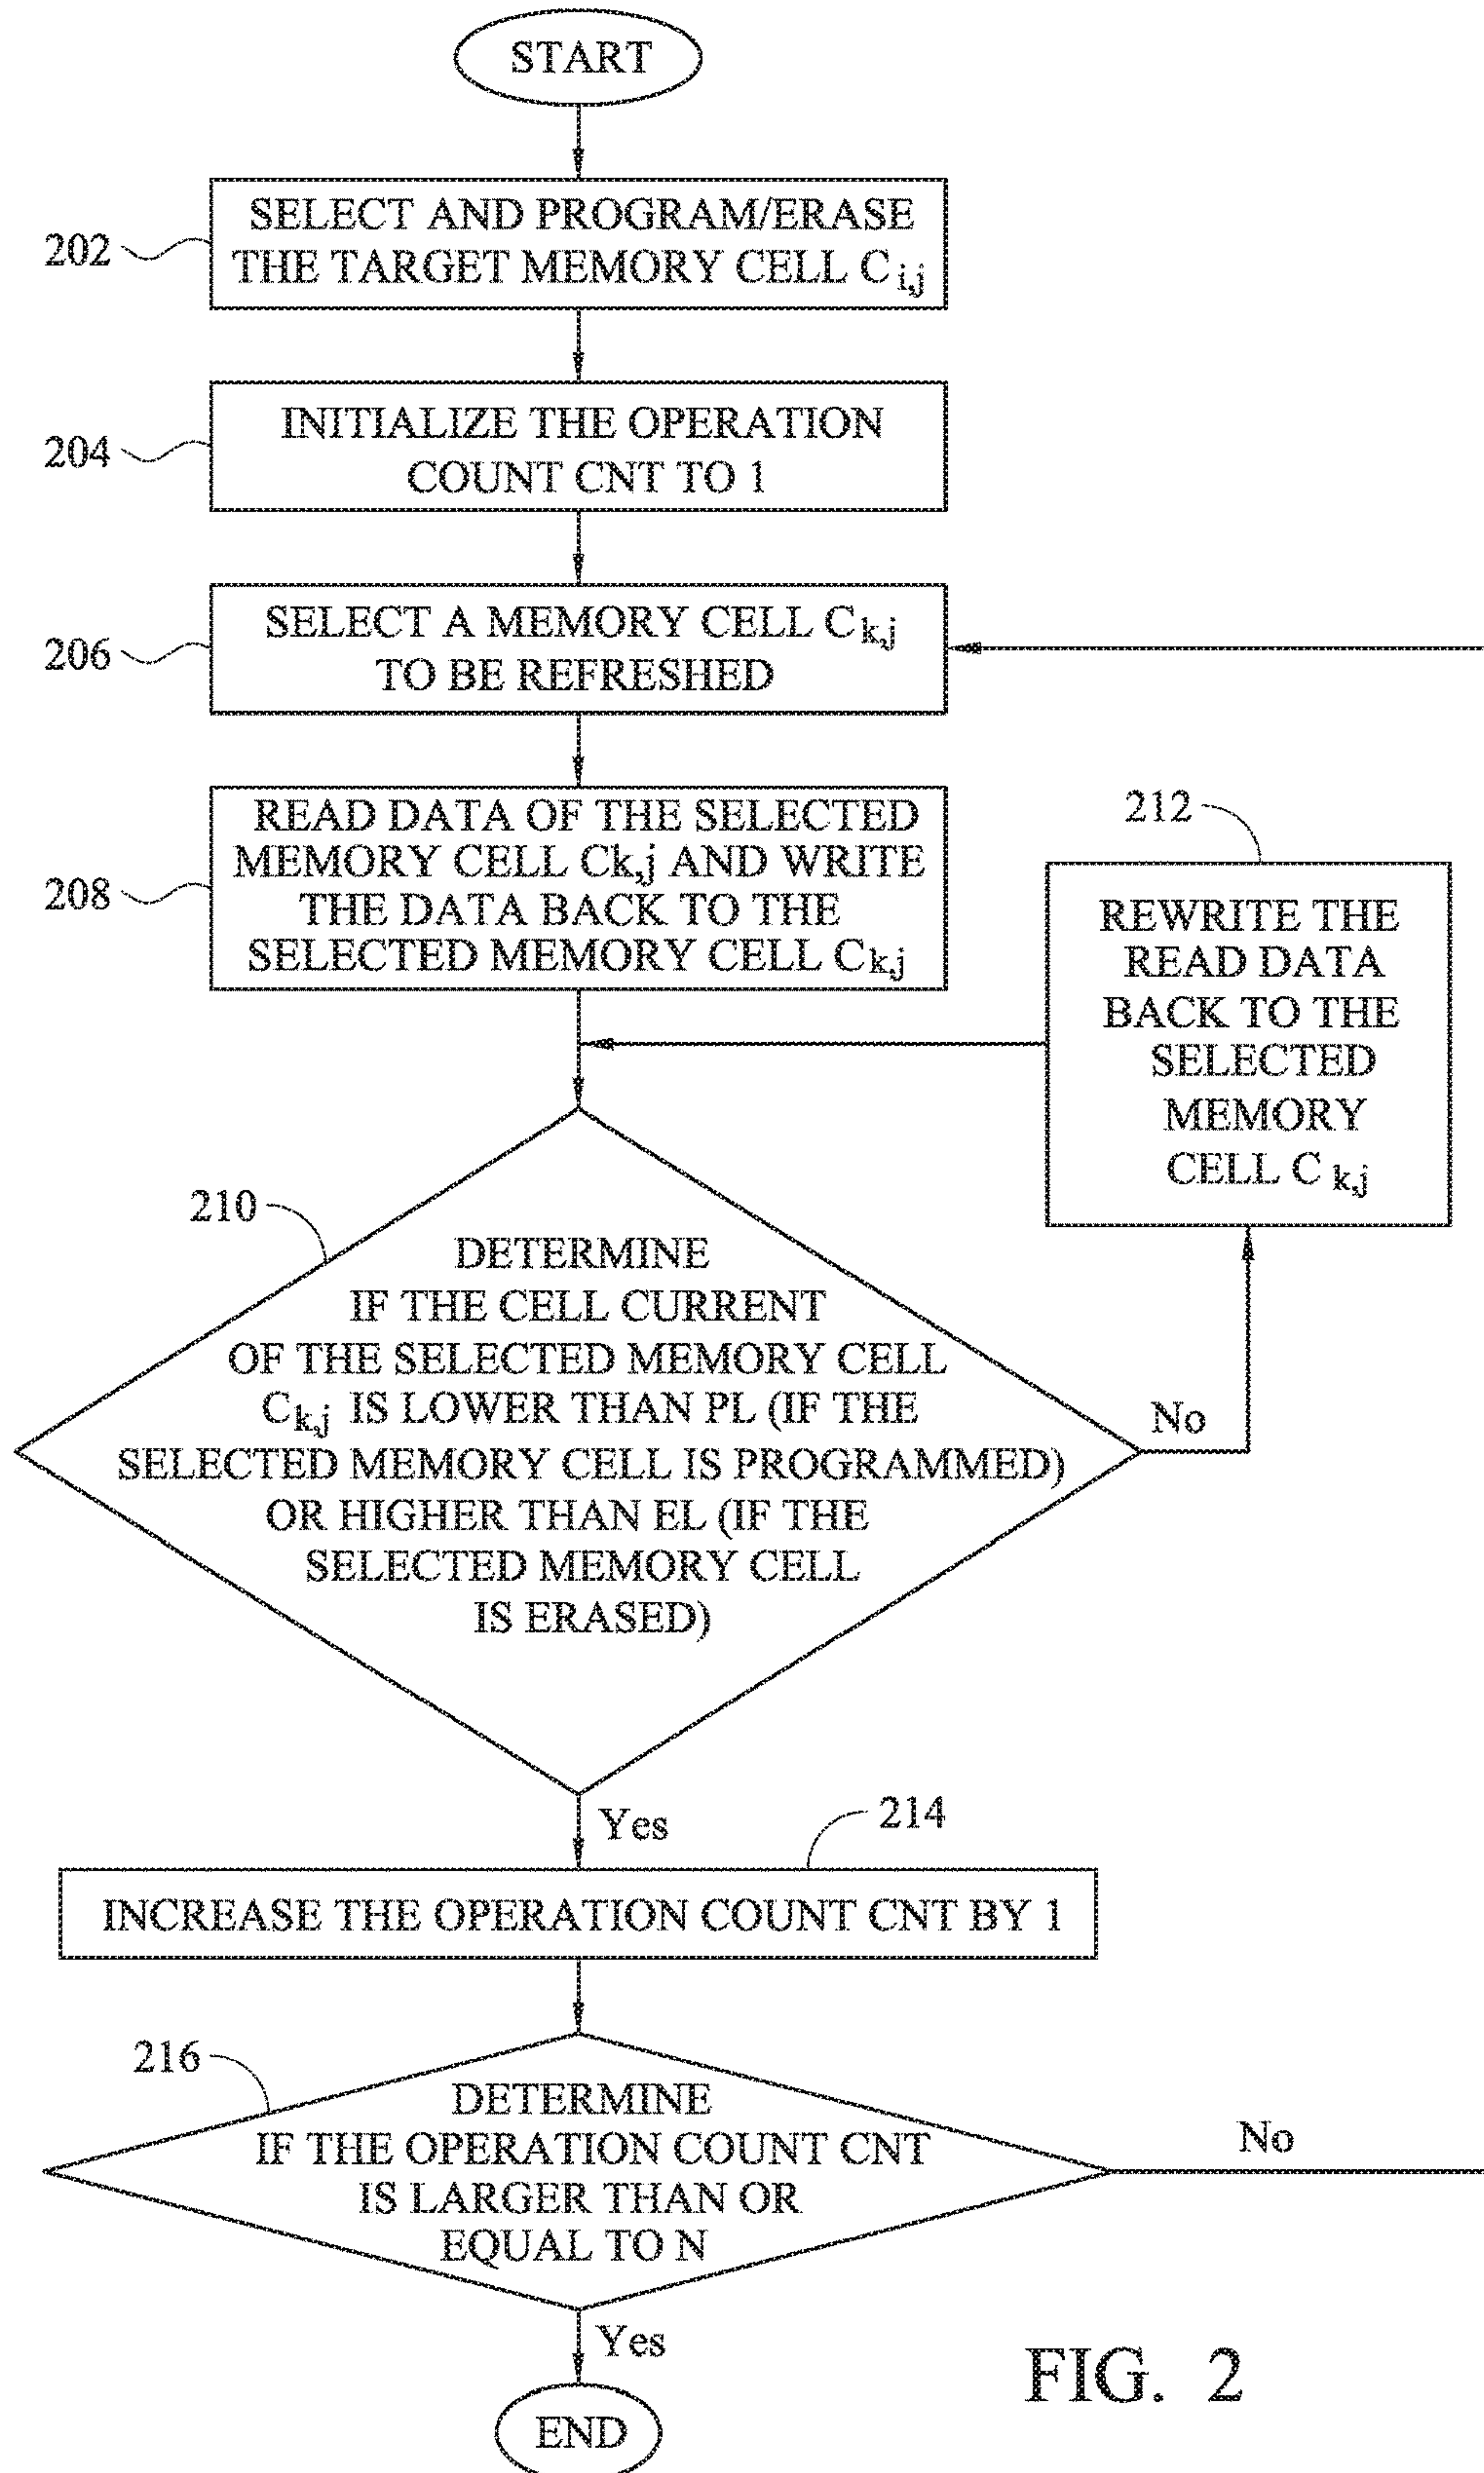 START
202
SELECT AND PROGRAM/ERASE
THE TARGET MEMORY CELL C i,j
204
INITIALIZE THE OPERATION
COUNT CNT TO 1
206
SELECT A MEMORY CELL C k,j
TO BE REFRESHED
208
READ DATA OF THE SELECTED
MEMORY CELL Ck,j AND WRITE
THE DATA BACK TO THE
SELECTED MEMORY CELL Ck,j
212
REWRITE THE
READ DATA
BACK TO THE
SELECTED
MEMORY
CELL C k,j
210
DETERMINE
IF THE CELL CURRENT
OF THE SELECTED MEMORY CELL
Ck,j IS LOWER THAN PL (IF THE
SELECTED MEMORY CELL IS PROGRAMMED)
OR HIGHER THAN EL (IF THE
SELECTED MEMORY CELL
IS ERASED)
No
Yes
214
INCREASE THE OPERATION COUNT CNT BY 1
216
DETERMINE
IF THE OPERATION COUNT CNT
IS LARGER THAN OR
EQUAL TO N
No
Yes
END
FIG. 2